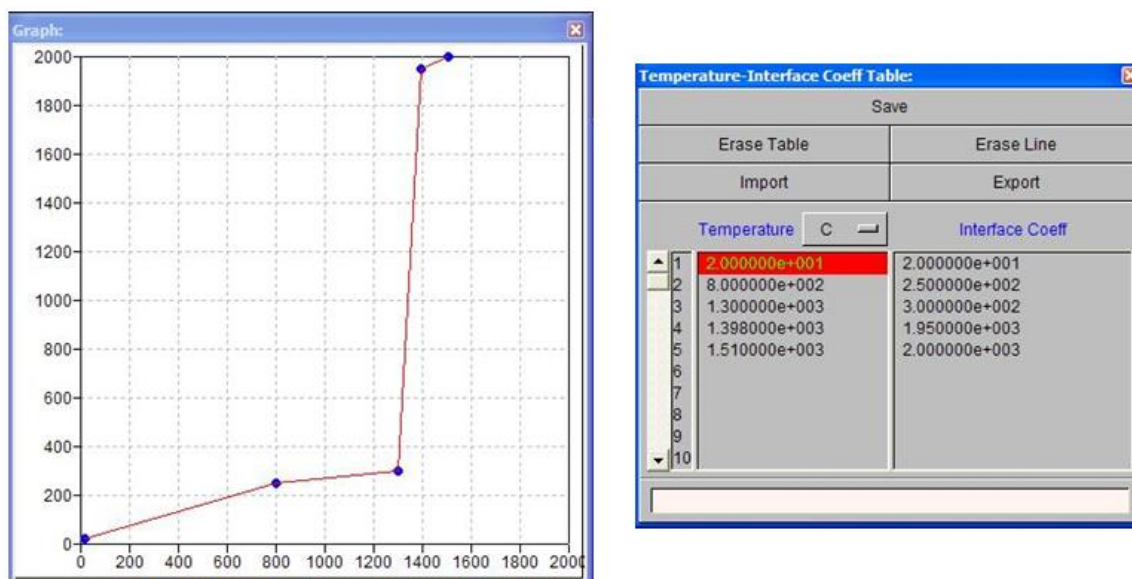 Graph:
2000
1800
1600
1400
1200
1000
800
600
400
200
0
0 200 400 600 800 1000 1200 1400 1600 1800 2000
Temperature-Interface Coeff Table:
Save
Erase Table Erase Line
Import Export
Temperature C Interface Coeff
1 2.000000e+001 2.000000e+001
2 8.000000e+002 2.500000e+002
3 1.300000e+003 3.000000e+002
4 1.398000e+003 1.950000e+003
5 1.510000e+003 2.000000e+003
6
7
8
9
10